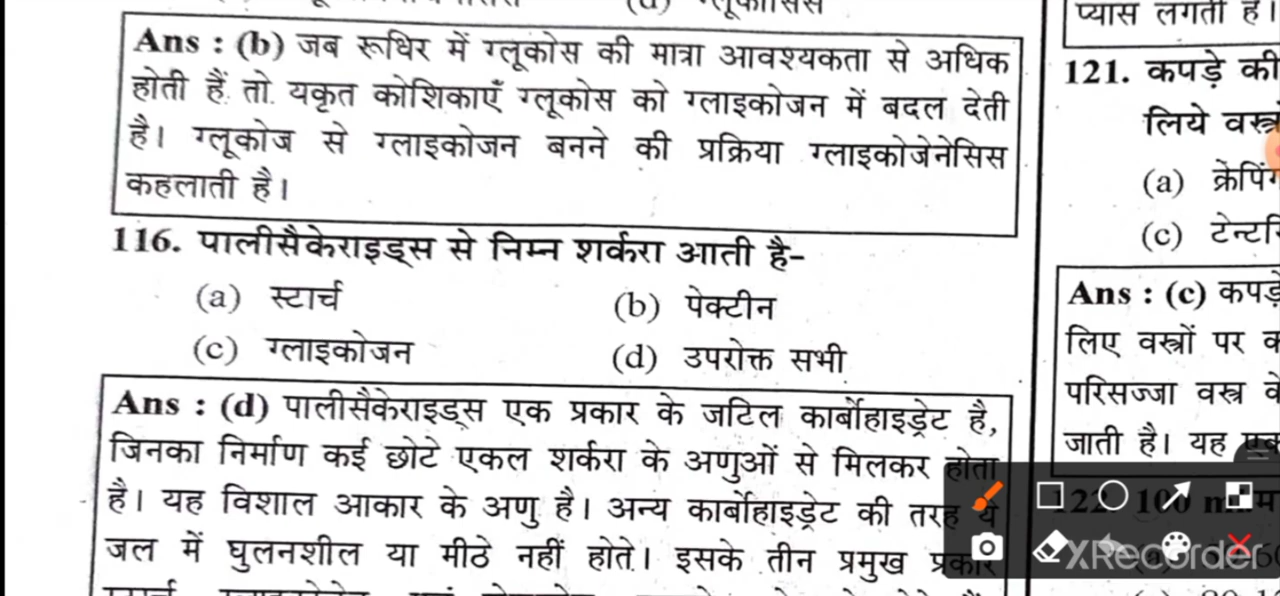 Ans : (b) जब रूधिर में ग्लूकोस की मात्रा आवश्यकता से अधिक
होती हैं तो यकृत कोशिकाएँ ग्लूकोस को ग्लाइकोजन में बदल देती
है। ग्लूकोज से ग्लाइकोजन बनने की प्रक्रिया ग्लाइकोजेनेसिस
कहलाती है।
116. पालीसैकेराइड्स से निम्न शर्करा आती है-
(a) स्टार्च (b) पेक्टीन
(c) ग्लाइकोजन (d) उपरोक्त सभी
Ans : (d) पालीसैकेराइड्स एक प्रकार के जटिल कार्बोहाइड्रेट है,
जिनका निर्माण कई छोटे एकल शर्करा के अणुओं से मिलकर होता
है। यह विशाल आकार के अणु है। अन्य कार्बोहाइड्रेट की तरह ये
जल में घुलनशील या मीठे नहीं होते। इसके तीन प्रमुख प्रकार
प्यास लगती है।
121. कपड़े की
लिये
(a)
(c)
Ans : (c) कपड़े
लिए वस्त्रों पर
परिसज्जा वस्त्र के
जाती है। यह एक
122. 100
XRecorder